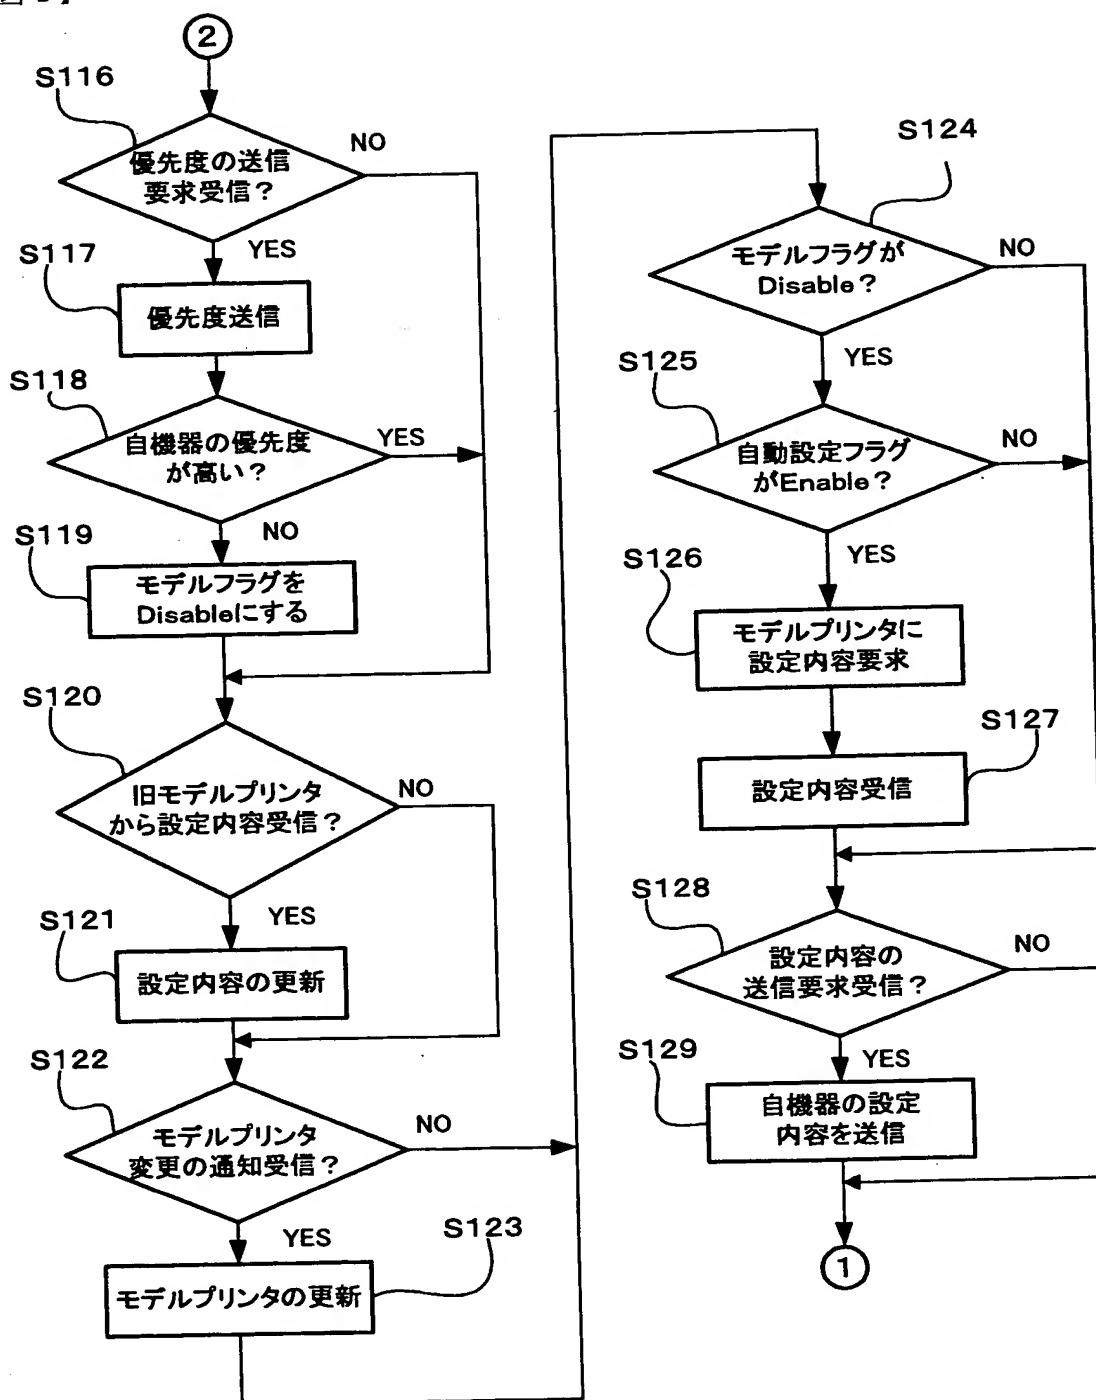 ②
S116
優先度の送信
要求受信?
NO
YES
S117
優先度送信
S118
自機器の優先度
が高い?
YES
NO
S119
モデルフラグを
Disableにする
S120
旧モデルプリンタ
から設定内容受信?
NO
YES
S121
設定内容の更新
S122
モデルプリンタ
変更の通知受信?
NO
YES
S123
モデルプリンタの更新
S124
モデルフラグが
Disable?
NO
YES
S125
自動設定フラグ
がEnable?
NO
YES
S126
モデルプリンタに
設定内容要求
S127
設定内容受信
S128
設定内容の
送信要求受信?
NO
YES
S129
自機器の設定
内容を送信
①